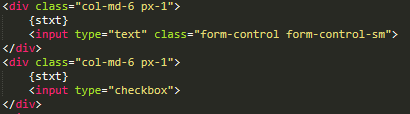 <div class="col-md-6 px-1">
{stxt}
<input type="text" class="form-control form-control-sm">
</div>
<div class="col-md-6 px-1">
{stxt}
<input type="checkbox">
</div>